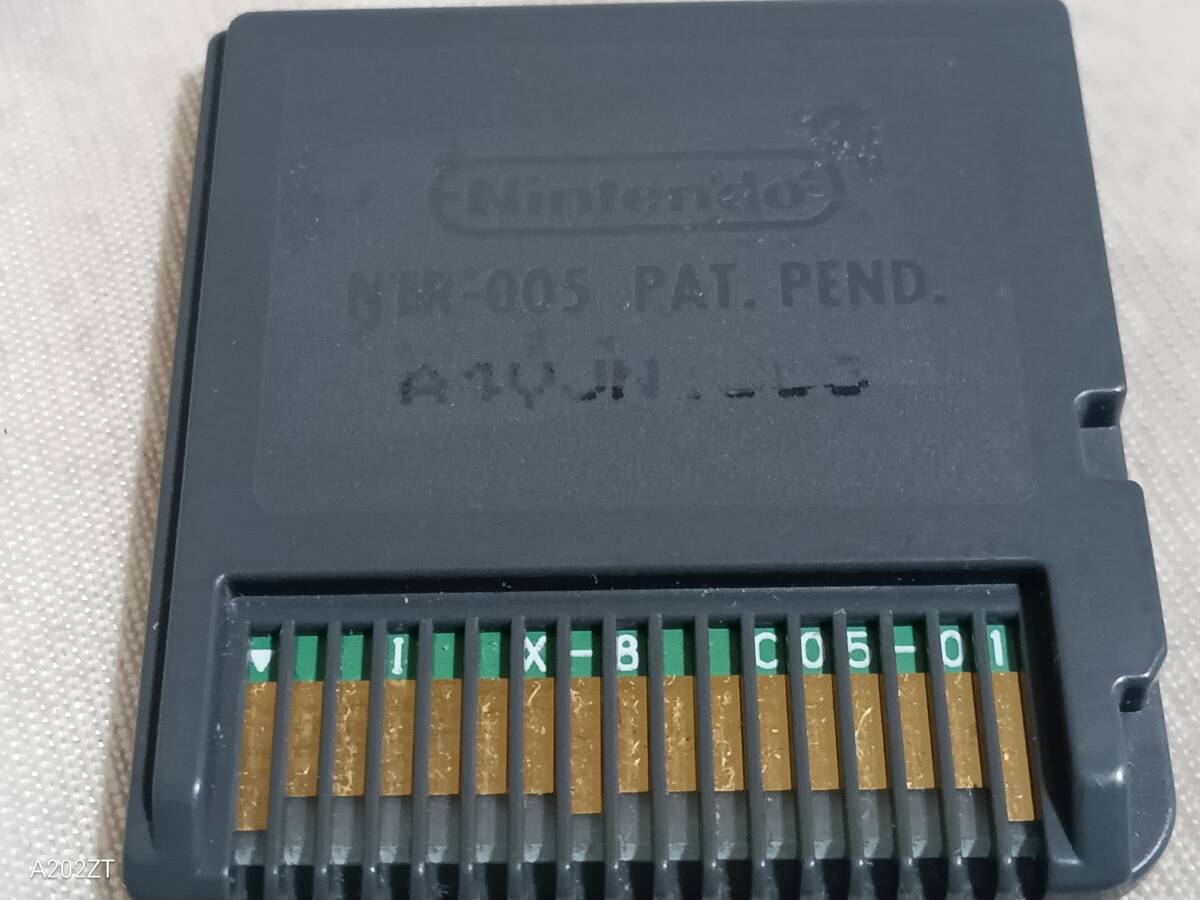 Nintendo
NTR-005 PAT. PEND.
I X-8 C05-01
A202ZT